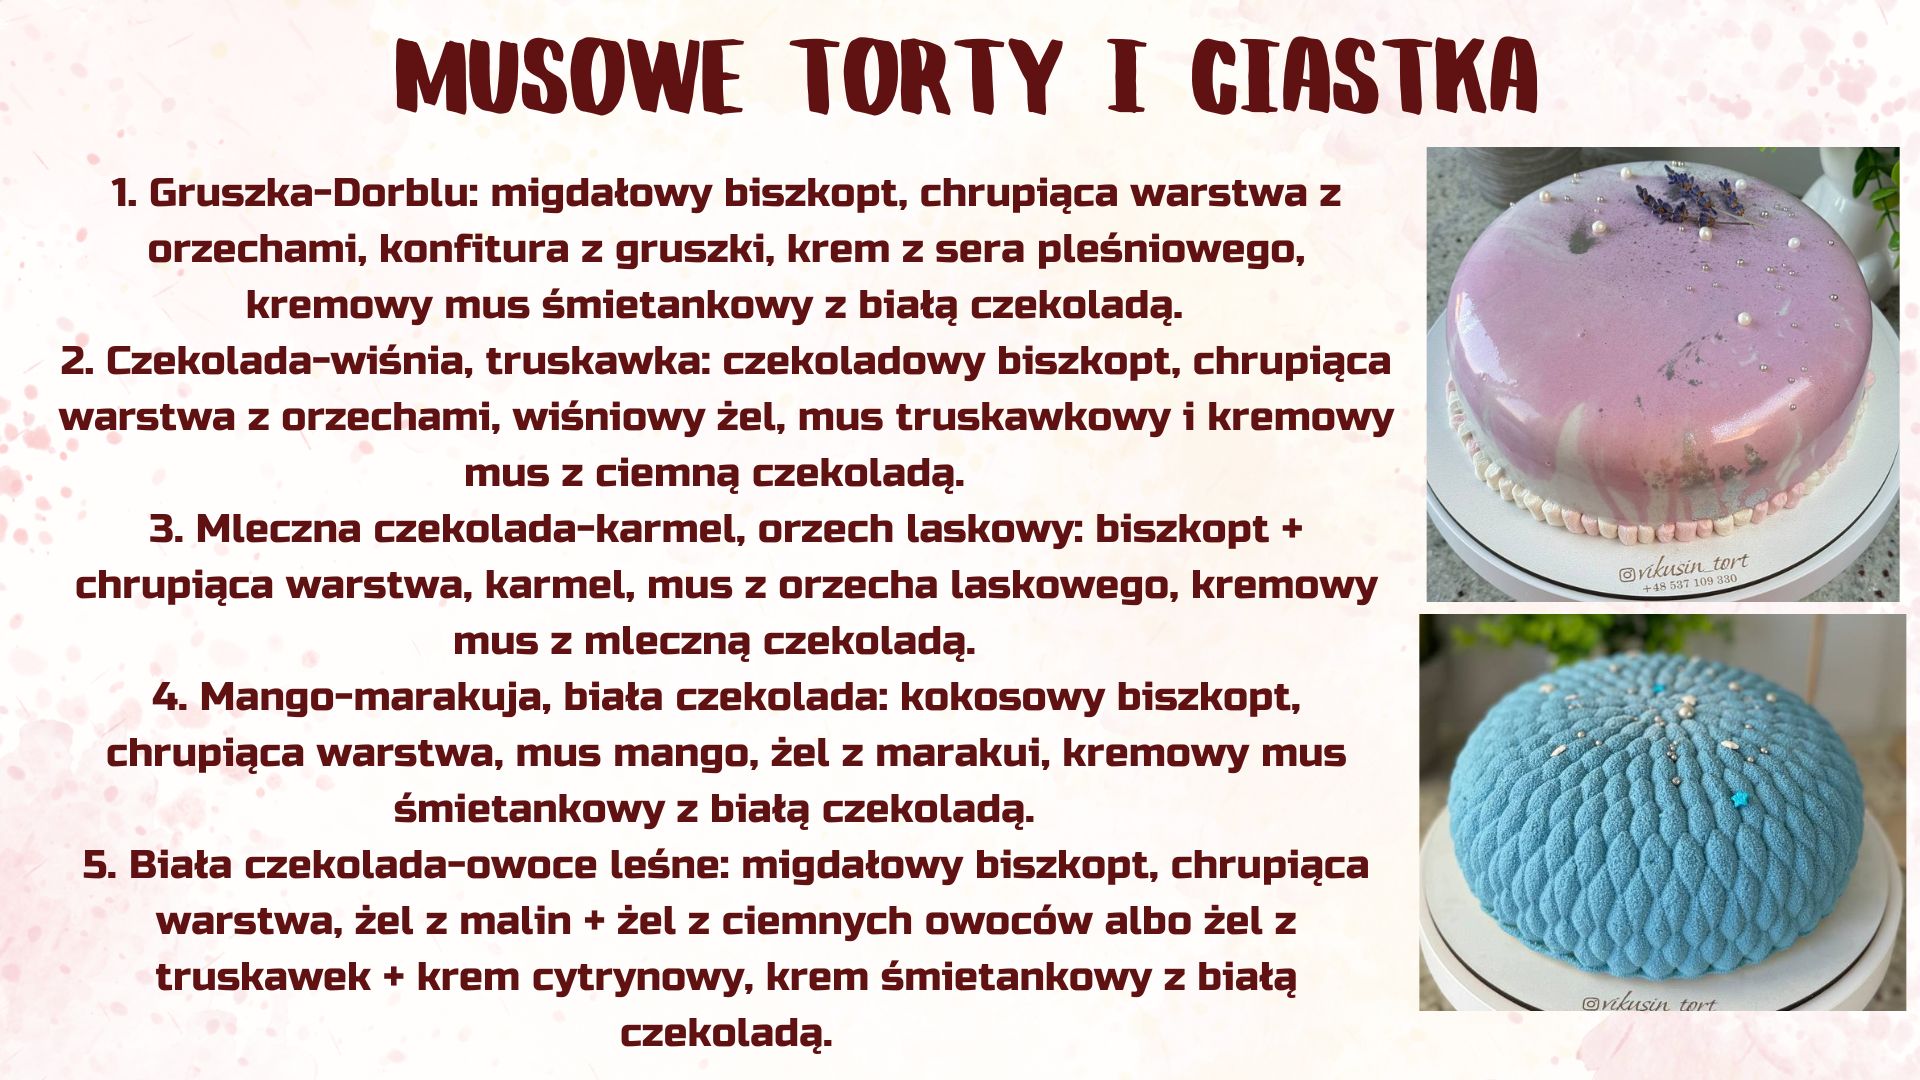 MUSOWE TORTY I CIASTKA
1. Gruszka-Dorblu: migdałowy biszkopt, chrupiąca warstwa z
orzechami, konfitura z gruszki, krem z sera pleśniowego,
kremowy mus śmietankowy z białą czekoladą.
2. Czekolada-wiśnia, truskawka: czekoladowy biszkopt, chrupiąca
warstwa z orzechami, wiśniowy żel, mus truskawkowy i kremowy
mus z ciemną czekoladą.
3. Mleczna czekolada-karmel, orzech laskowy: biszkopt +
chrupiąca warstwa, karmel, mus z orzecha laskowego, kremowy
mus z mleczną czekoladą.
4. Mango-marakuja, biała czekolada: kokosowy biszkopt,
chrupiąca warstwa, mus mango, żel z marakui, kremowy mus
śmietankowy z białą czekoladą.
5. Biała czekolada-owoce leśne: migdałowy biszkopt, chrupiąca
warstwa, żel z malin + żel z ciemnych owoców albo żel z
truskawek + krem cytrynowy, krem śmietankowy z białą
czekoladą.
vikusin_tort
+48 537 109 330
vikusin_tort